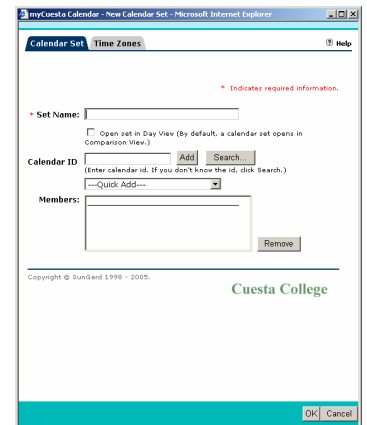 myCuesta Calendar - New Calendar Set - Microsoft Internet Explorer
Calendar Set Time Zones
? Help
* Indicates required information.
* Set Name:
Open set in Day View (By default, a calendar set opens in
Comparison View.)
Calendar ID Add Search...
(Enter calendar id. If you don't know the id, click Search.)
---Quick Add---
Members:
Remove
Copyright © SunGard 1998 - 2005.
Cuesta College
OK Cancel